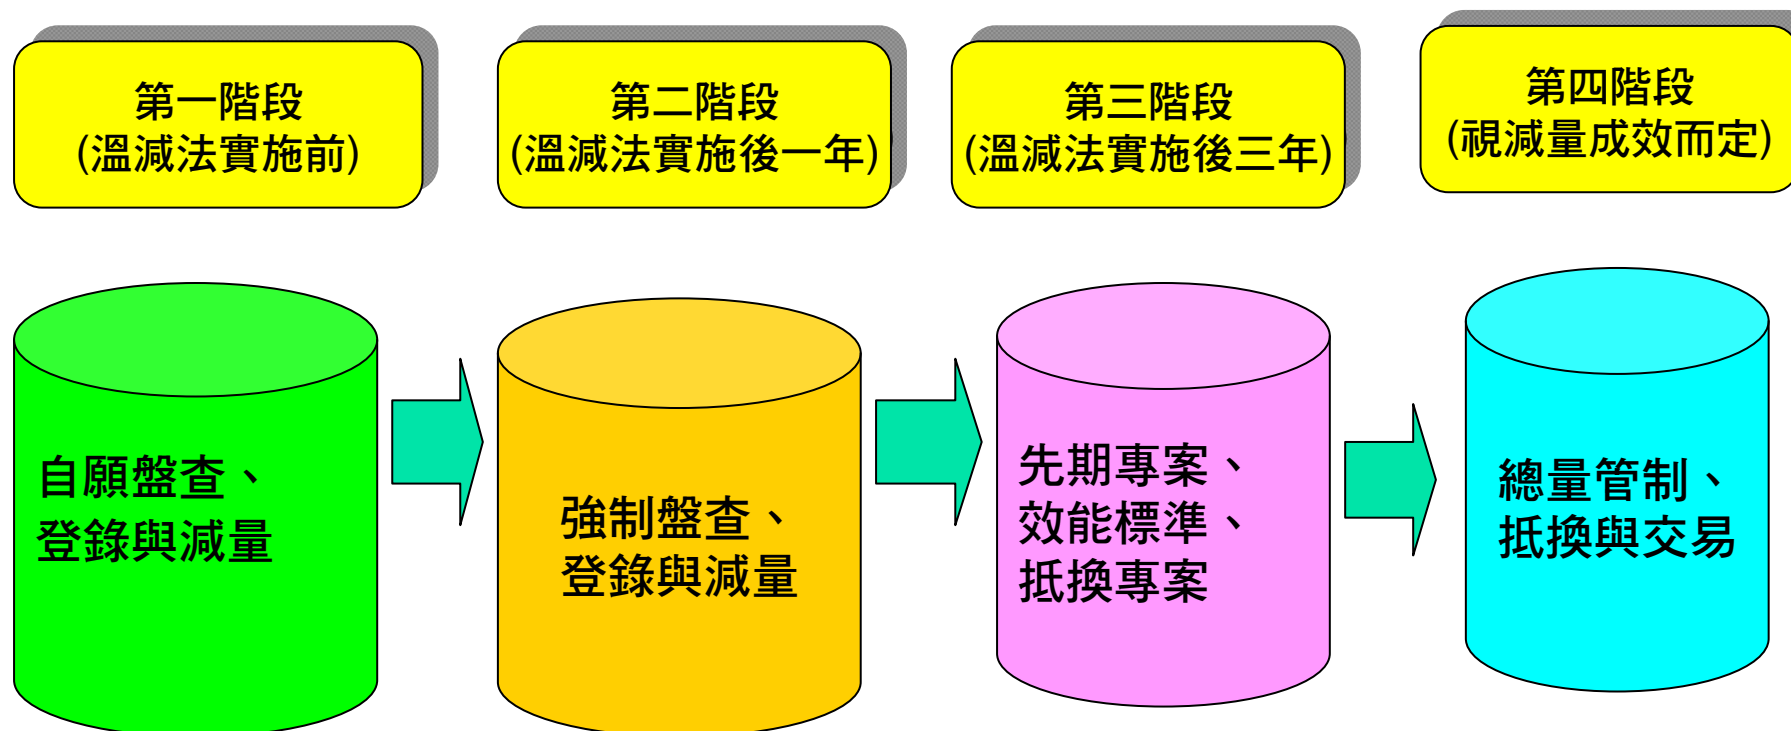 第一階段
(溫減法實施前)
第二階段
(溫減法實施後一年)
第三階段
(溫減法實施後三年)
第四階段
(視減量成效而定)
自願盤查、
登錄與減量
強制盤查、
登錄與減量
先期專案、
效能標準、
抵換專案
總量管制、
抵換與交易